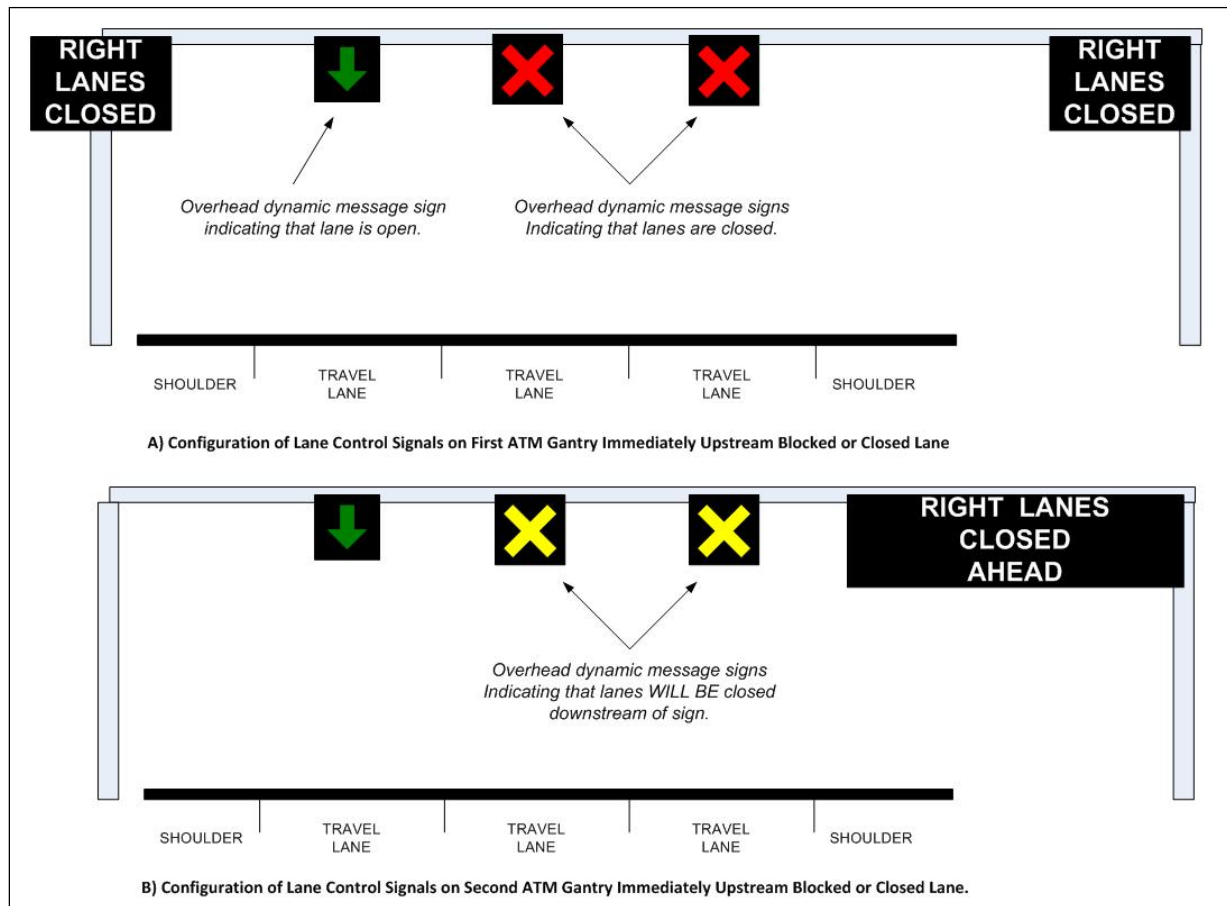 RIGHT
LANES
CLOSED
RIGHT
LANES
CLOSED
Overhead dynamic message sign
indicating that lane is open.
Overhead dynamic message signs
Indicating that lanes are closed.
SHOULDER
TRAVEL
LANE
TRAVEL
LANE
TRAVEL
LANE
SHOULDER
A) Configuration of Lane Control Signals on First ATM Gantry Immediately Upstream Blocked or Closed Lane
RIGHT LANES
CLOSED
AHEAD
Overhead dynamic message signs
Indicating that lanes WILL BE closed
downstream of sign.
SHOULDER
TRAVEL
LANE
TRAVEL
LANE
TRAVEL
LANE
SHOULDER
B) Configuration of Lane Control Signals on Second ATM Gantry Immediately Upstream Blocked or Closed Lane.